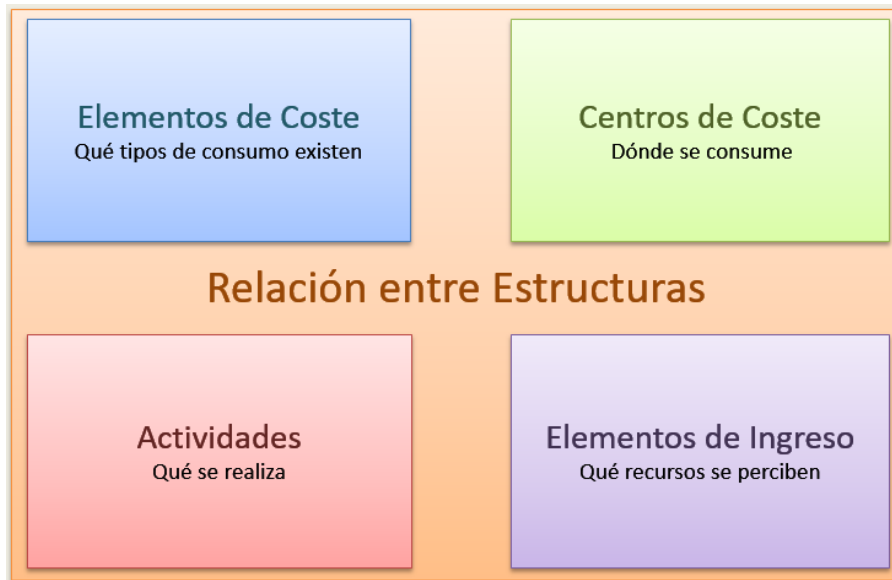 Elementos de Coste
Qué tipos de consumo existen
Centros de Coste
Dónde se consume
Relación entre Estructuras
Actividades
Qué se realiza
Elementos de Ingreso
Qué recursos se perciben